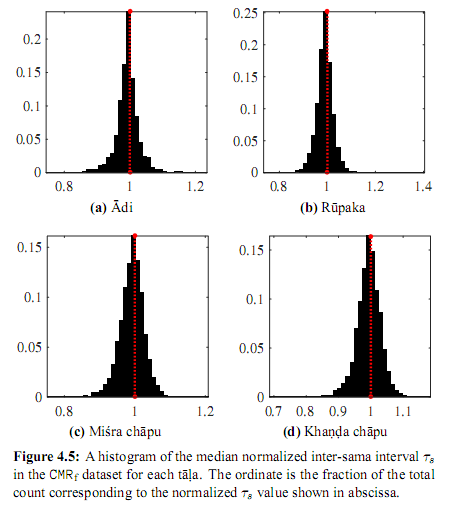 0.2
0.15
0.1
0.05
0
0.8 1 1.2
(a) Ādi
0.25
0.2
0.15
0.1
0.05
0
0.8 1 1.2 1.4
(b) Rūpaka
0.15
0.1
0.05
0
0.8 1 1.2
(c) Miśra chāpu
0.15
0.1
0.05
0
0.7 0.8 0.9 1 1.1
(d) Khaṇḍa chāpu
Figure 4.5: A histogram of the median normalized inter-sama interval τs
in the CMRf dataset for each tāḷa. The ordinate is the fraction of the total
count corresponding to the normalized τs value shown in abscissa.